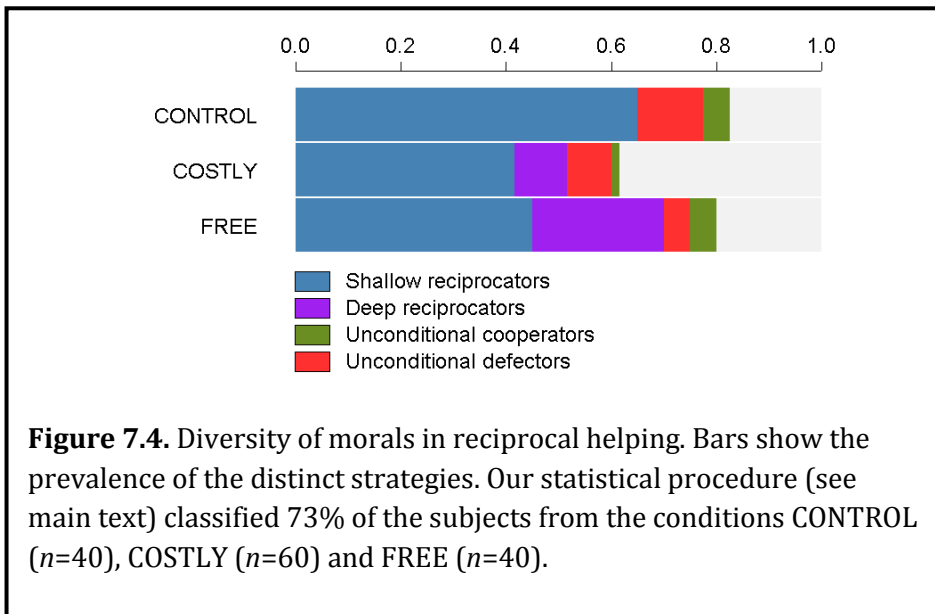 0.0 0.2 0.4 0.6 0.8 1.0
CONTROL
COSTLY
FREE
Shallow reciprocators
Deep reciprocators
Unconditional cooperators
Unconditional defectors
Figure 7.4. Diversity of morals in reciprocal helping. Bars show the
prevalence of the distinct strategies. Our statistical procedure (see
main text) classified 73% of the subjects from the conditions CONTROL
(n=40), COSTLY (n=60) and FREE (n=40).